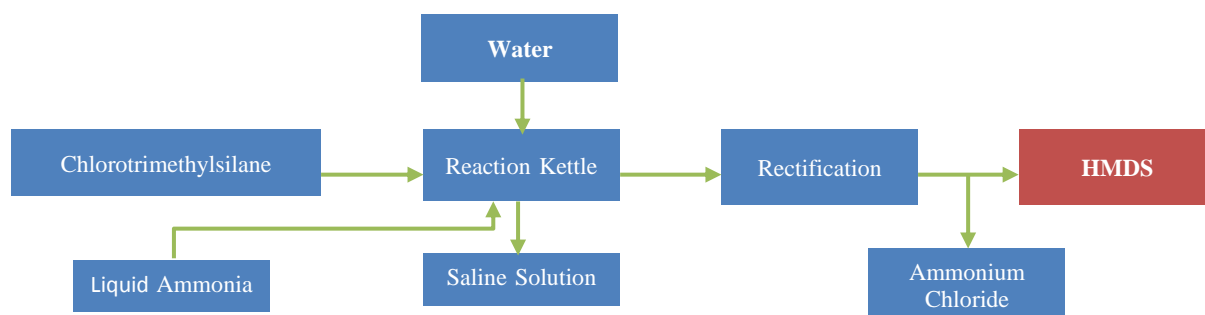 Water
Chlorotrimethylsilane
Reaction Kettle
Rectification
HMDS
Liquid Ammonia
Saline Solution
Ammonium
Chloride